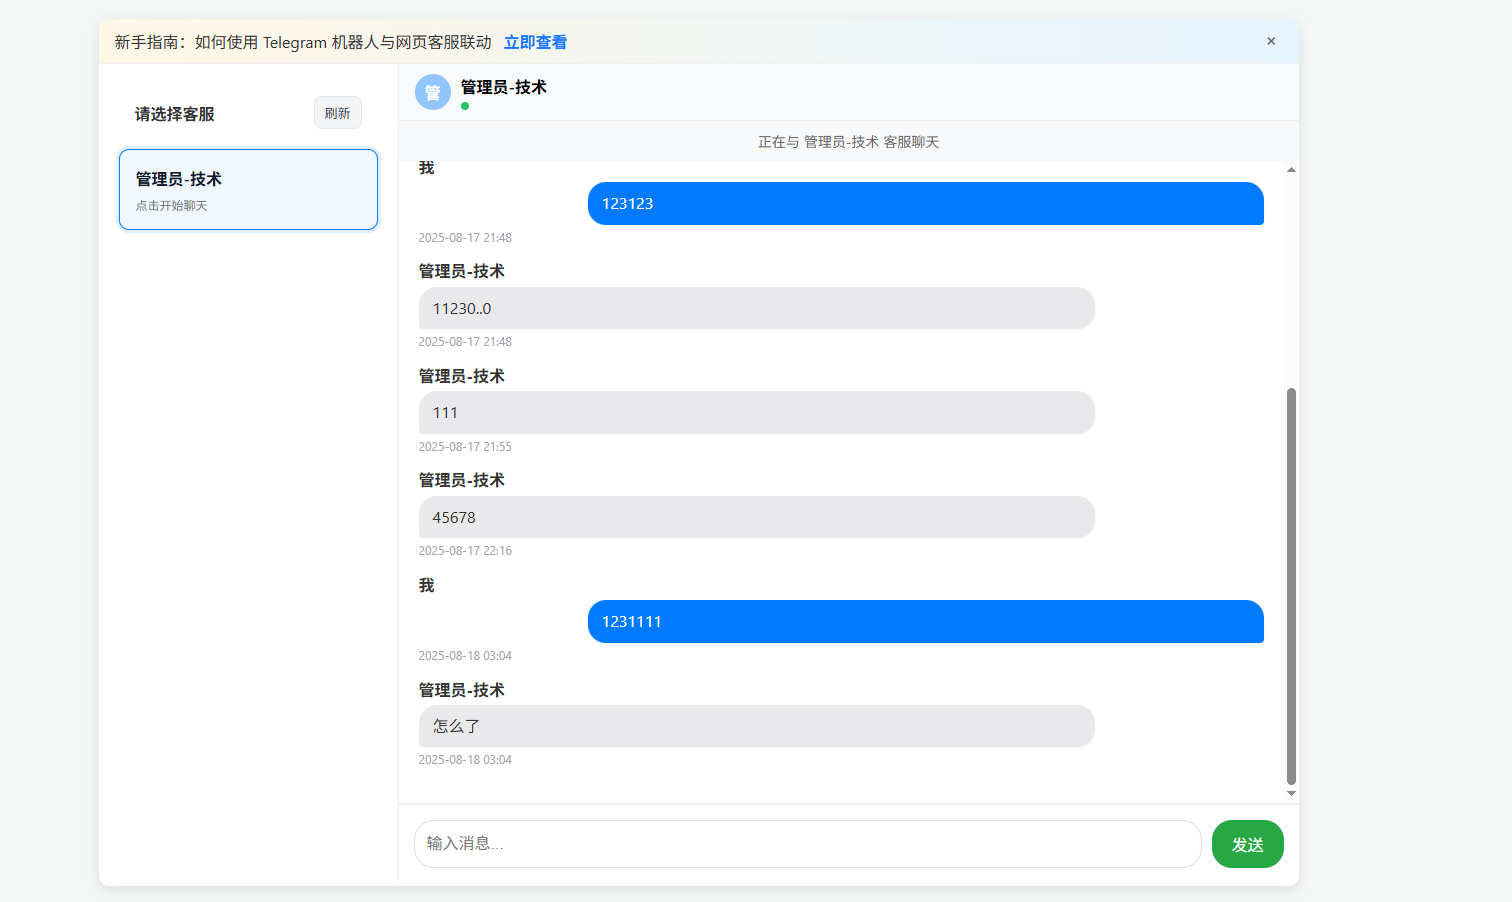 新手指南：如何使用 Telegram 机器人与网页客服联动 立即查看 ×
请选择客服
刷新
管理员-技术
点击开始聊天
管
管理员-技术
正在与 管理员-技术 客服聊天
我
123123
2025-08-17 21:48
管理员-技术
11230..0
2025-08-17 21:48
管理员-技术
111
2025-08-17 21:55
管理员-技术
45678
2025-08-17 22:16
我
1231111
2025-08-18 03:04
管理员-技术
怎么了
2025-08-18 03:04
输入消息...
发送